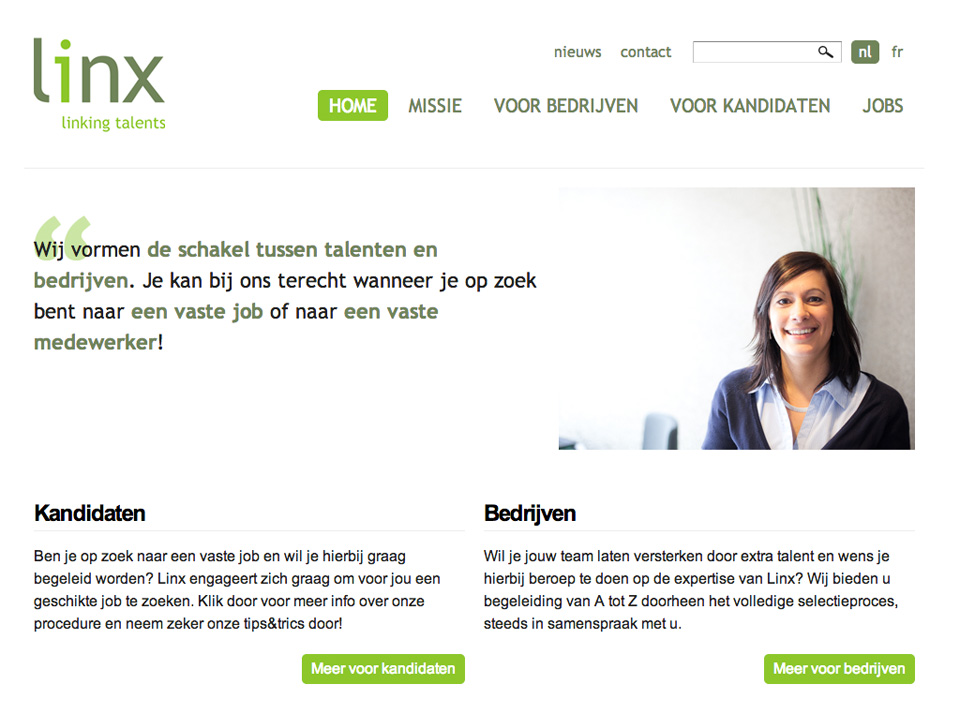 linx
linking talents
nieuws contact nl fr
HOME MISSIE VOOR BEDRIJVEN VOOR KANDIDATEN JOBS
“
Wij vormen de schakel tussen talenten en
bedrijven. Je kan bij ons terecht wanneer je op zoek
bent naar een vaste job of naar een vaste
medewerker!
Kandidaten
Ben je op zoek naar een vaste job en wil je hierbij graag
begeleid worden? Linx engageert zich graag om voor jou een
geschikte job te zoeken. Klik door voor meer info over onze
procedure en neem zeker onze tips&trics door!
Meer voor kandidaten
Bedrijven
Wil je jouw team laten versterken door extra talent en wens je
hierbij beroep te doen op de expertise van Linx? Wij bieden u
begeleiding van A tot Z doorheen het volledige selectieproces,
steeds in samenspraak met u.
Meer voor bedrijven